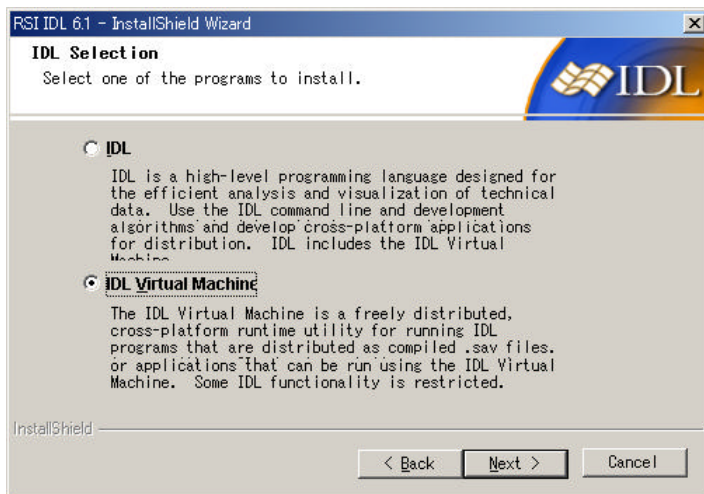 RSI IDL 6.1 - InstallShield Wizard
IDL Selection
Select one of the programs to install.
IDL
IDL
IDL is a high-level programming language designed for
the efficient analysis and visualization of technical
data. Use the IDL command line and development
algorithms and develop cross-platform applications
for distribution. IDL includes the IDL Virtual
Machine
IDL Virtual Machine
The IDL Virtual Machine is a freely distributed,
cross-platform runtime utility for running IDL
programs that are distributed as compiled .sav files.
or applications that can be run using the IDL Virtual
Machine. Some IDL functionality is restricted.
InstallShield
< Back
Next >
Cancel